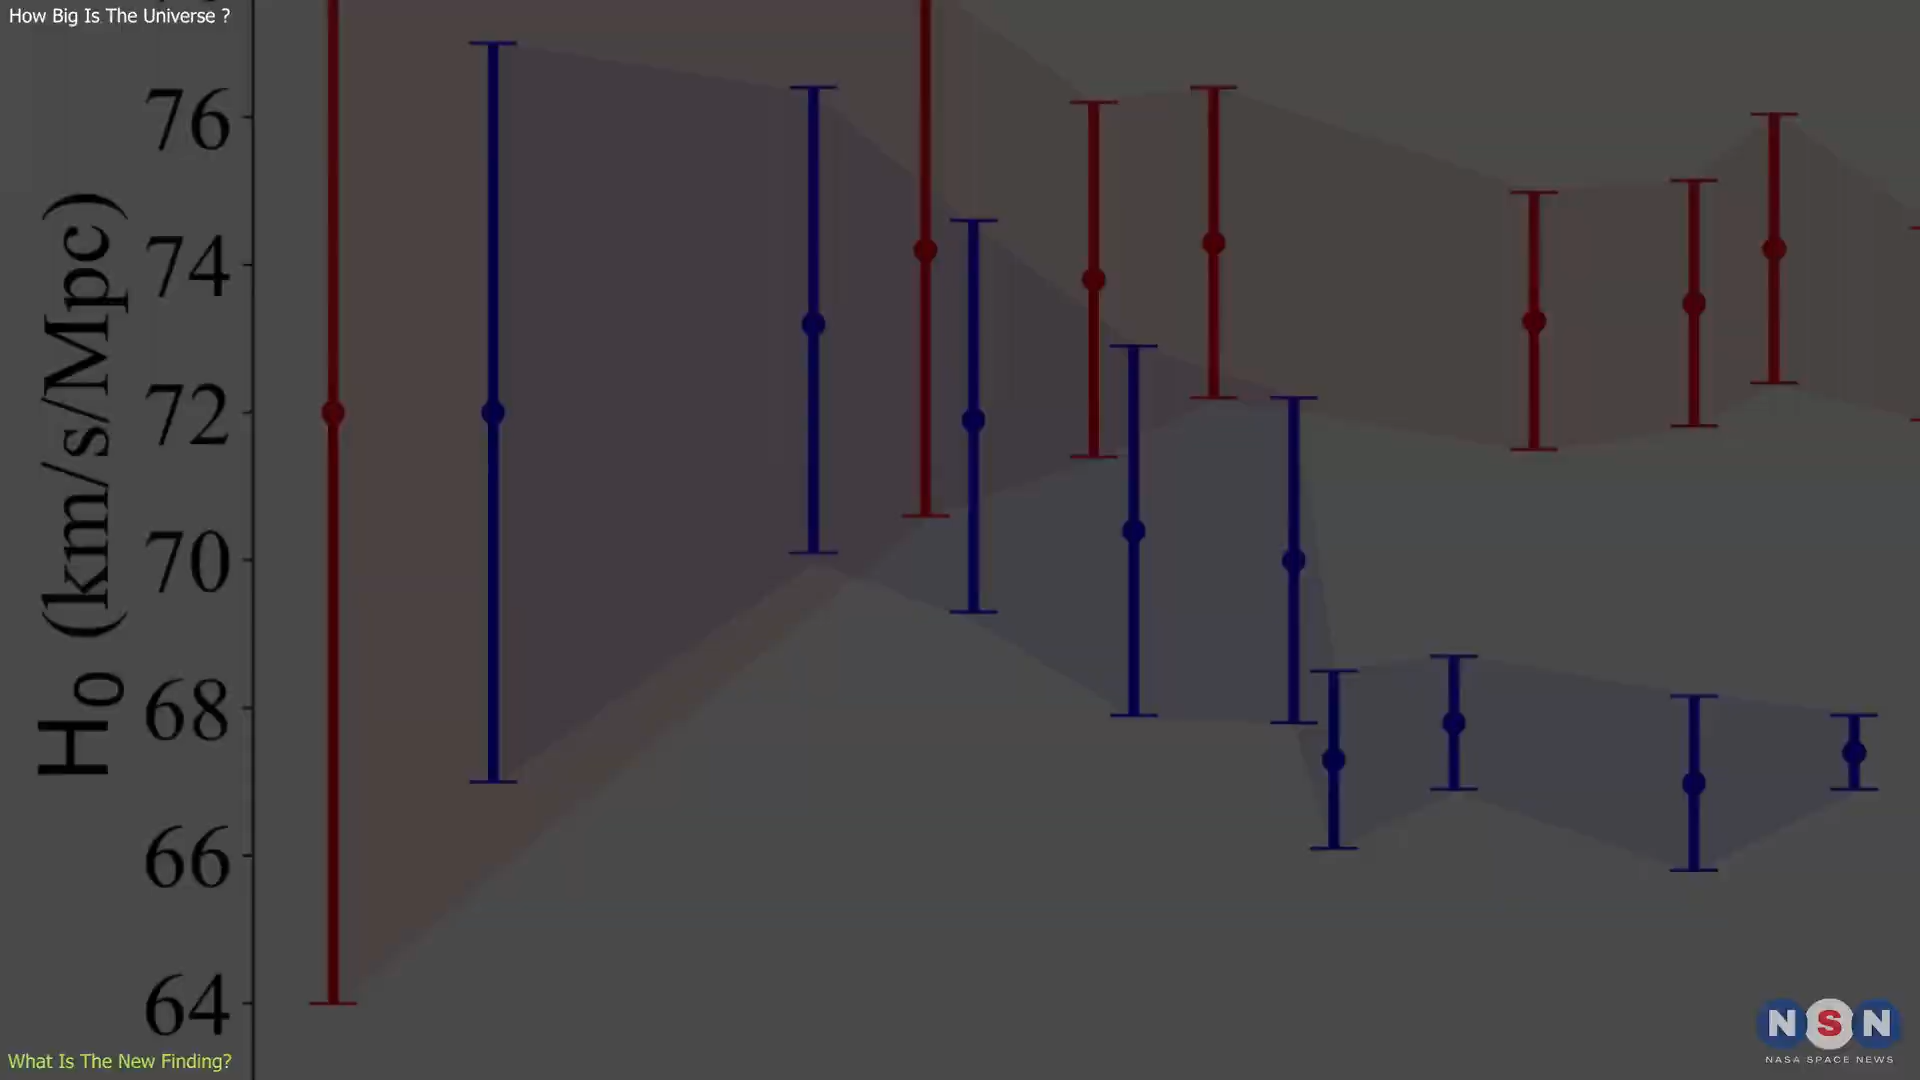 How Big Is The Universe ?
76
74
72
70
68
66
64
H0 (km/s/Mpc)
What Is The New Finding?
NSN
NASA SPACE NEWS